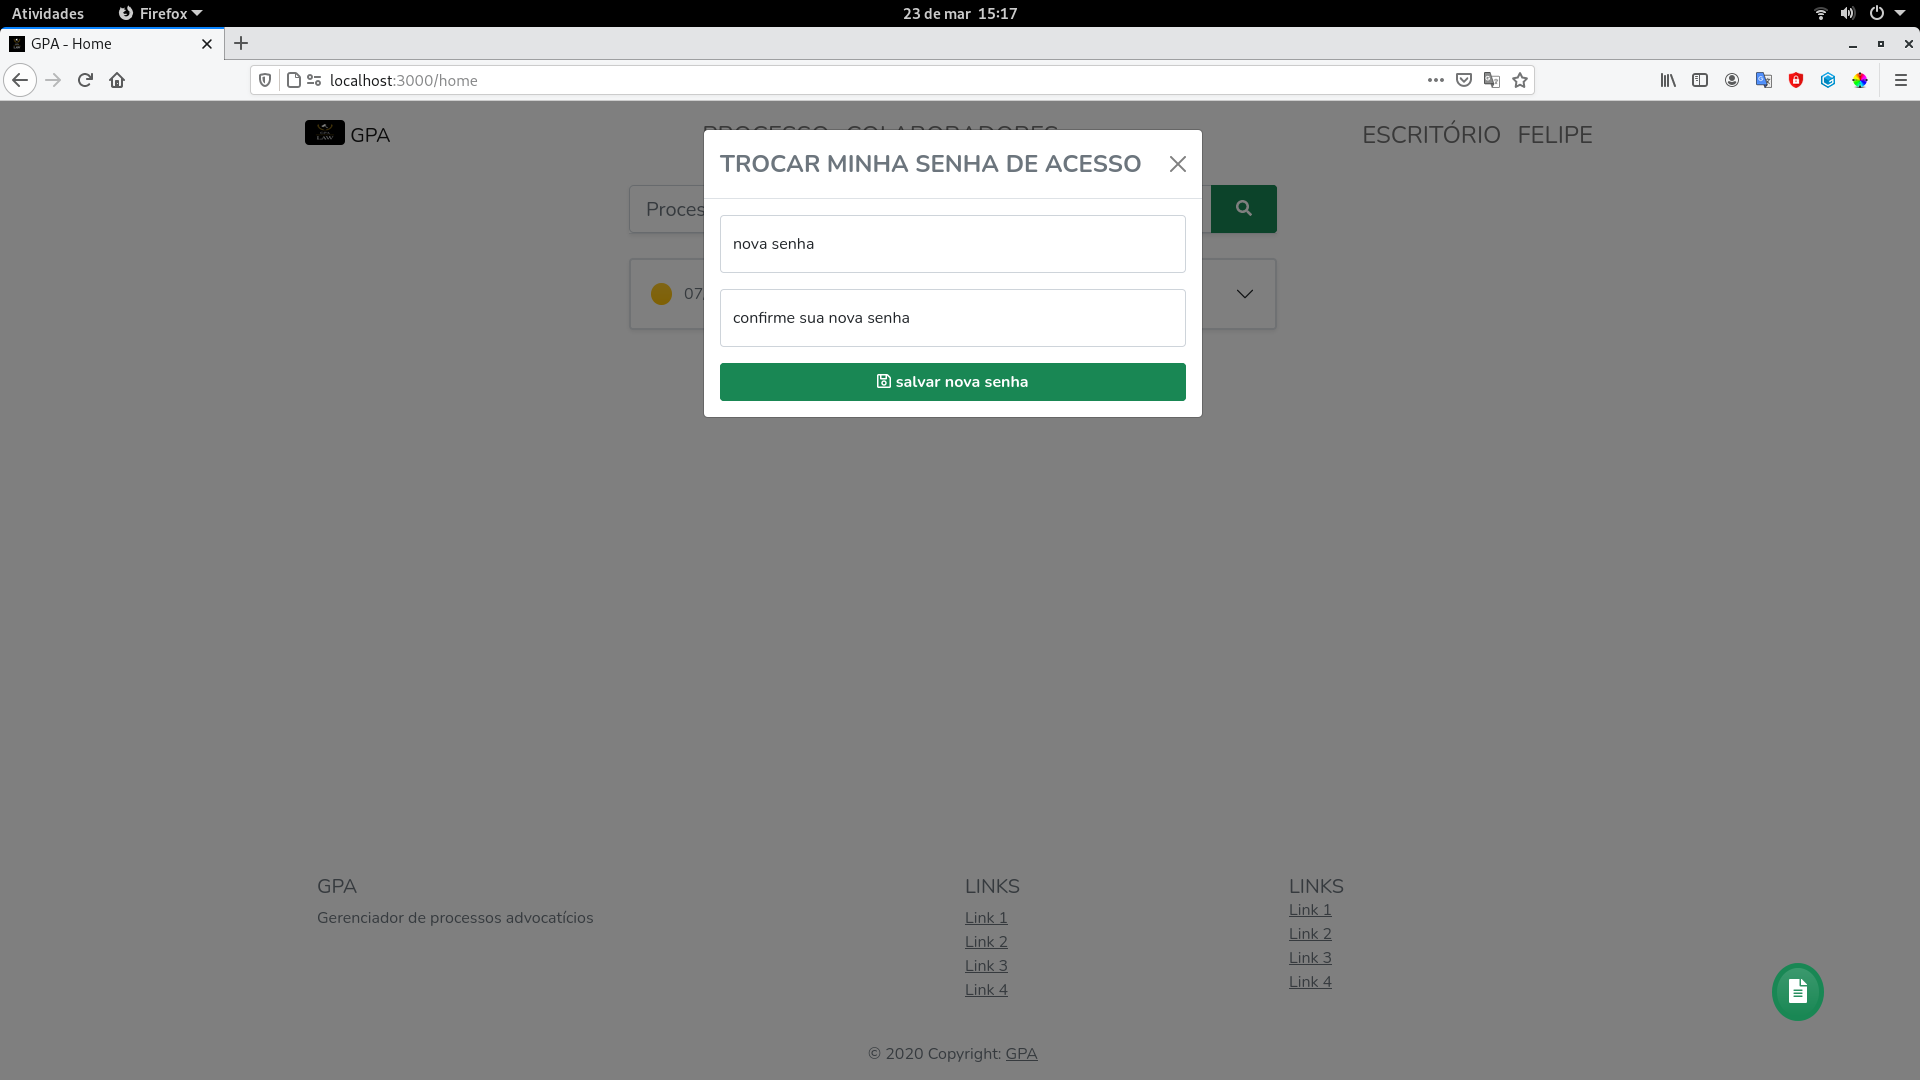 Atividades Firefox 23 de mar 15:17
GPA - Home
localhost:3000/home
GPA PROCESSO COLABORADORES ESCRITÓRIO FELIPE
TROCAR MINHA SENHA DE ACESSO
Proces
nova senha
07
confirme sua nova senha
salvar nova senha
GPA
Gerenciador de processos advocatícios
LINKS
Link 1
Link 2
Link 3
Link 4
LINKS
Link 1
Link 2
Link 3
Link 4
© 2020 Copyright: GPA